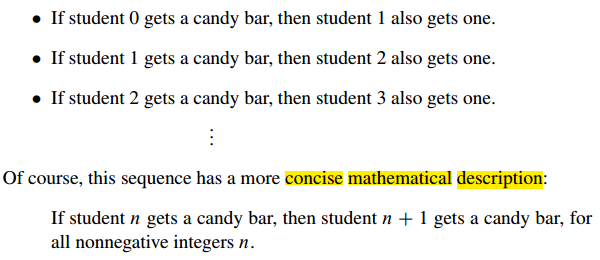 • If student 0 gets a candy bar, then student 1 also gets one.
• If student 1 gets a candy bar, then student 2 also gets one.
• If student 2 gets a candy bar, then student 3 also gets one.
⋮
Of course, this sequence has a more concise mathematical description:
If student n gets a candy bar, then student n + 1 gets a candy bar, for
all nonnegative integers n.